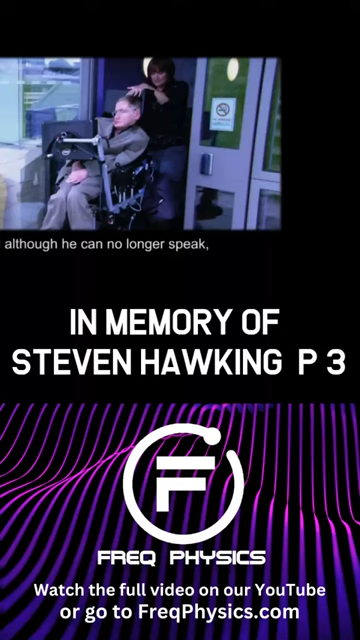 although he can no longer speak,
IN MEMORY OF
STEVEN HAWKING P 3
F
FREQ PHYSICS
Watch the full video on our YouTube
or go to FreqPhysics.com